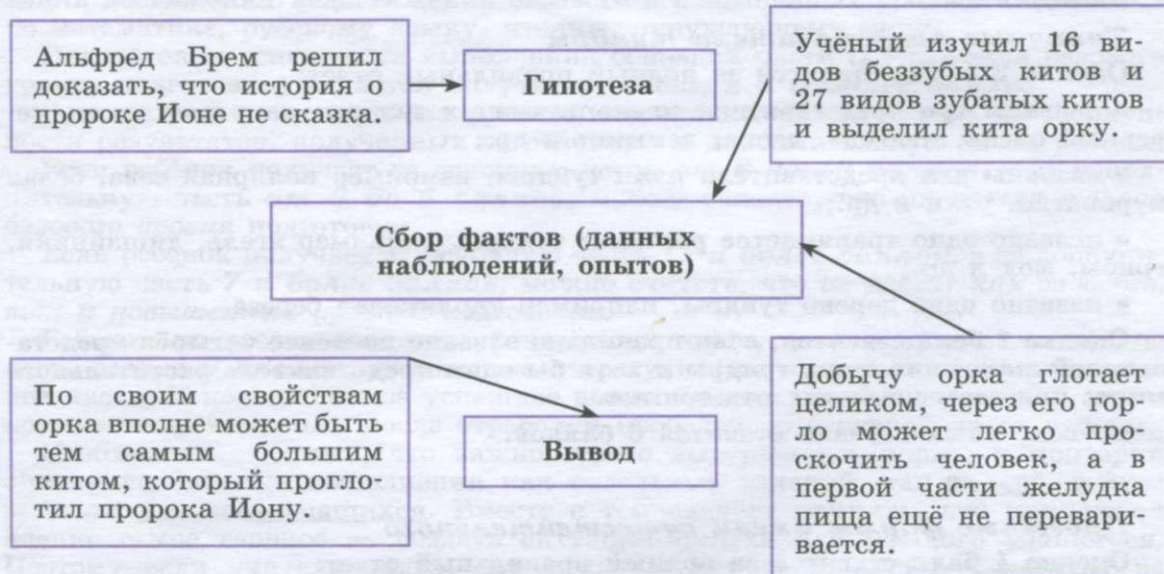 Альфред Брем решил
доказать, что история о
пророке Ионе не сказка.
Гипотеза
Учёный изучил 16 ви-
дов беззубых китов и
27 видов зубатых китов
и выделил кита орку.
Сбор фактов (данных
наблюдений, опытов)
По своим свойствам
орка вполне может быть
тем самым большим
китом, который прогло-
тил пророка Иону.
Вывод
Добычу орка глотает
целиком, через его гор-
ло может легко про
скочить человек, а в
первой части желудка
пища ещё не перевари-
вается.